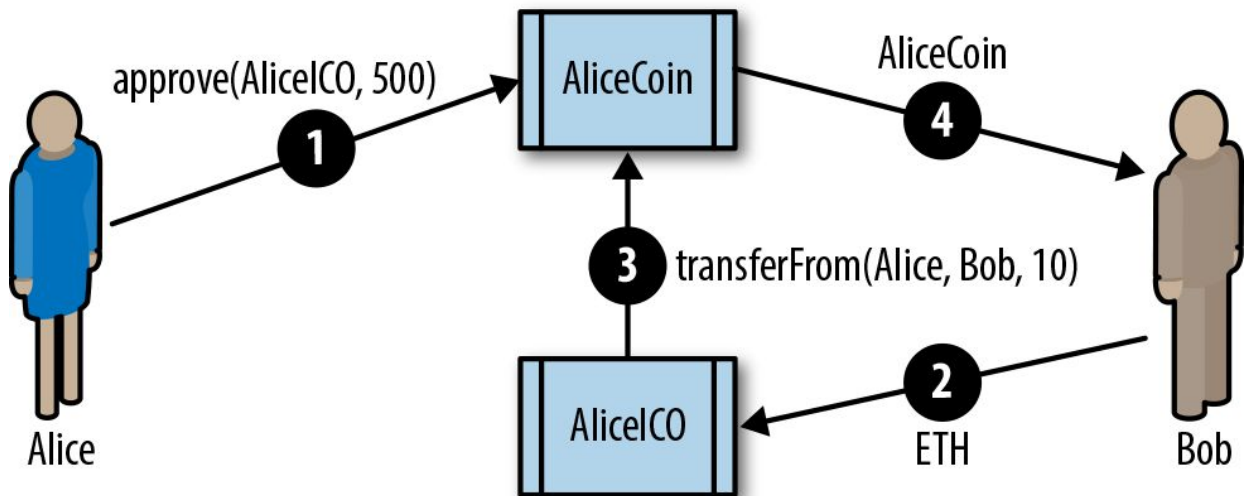 approve(AliceICO, 500)
1
AliceCoin
AliceCoin
4
3
transferFrom(Alice, Bob, 10)
2
AliceICO
ETH
Alice
Bob